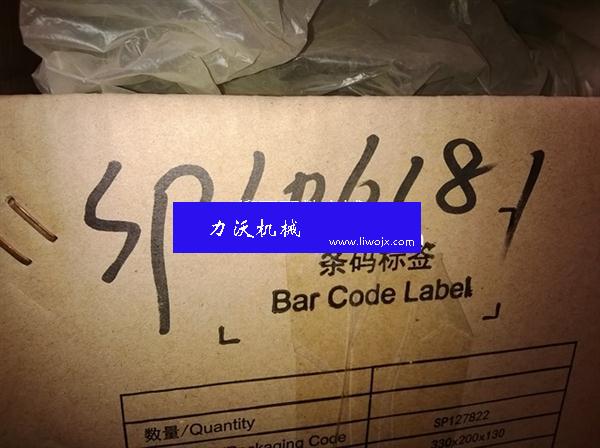 SP106187
力沃机械
www.liwojx.com
条码标签
Bar Code Label
数量/Quantity
Packaging Code
SP127822
330x200x130